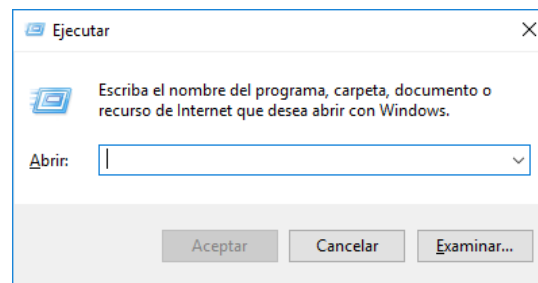 Ejecutar
Escriba el nombre del programa, carpeta, documento o
recurso de Internet que desea abrir con Windows.
Abrir:
Aceptar Cancelar Examinar...